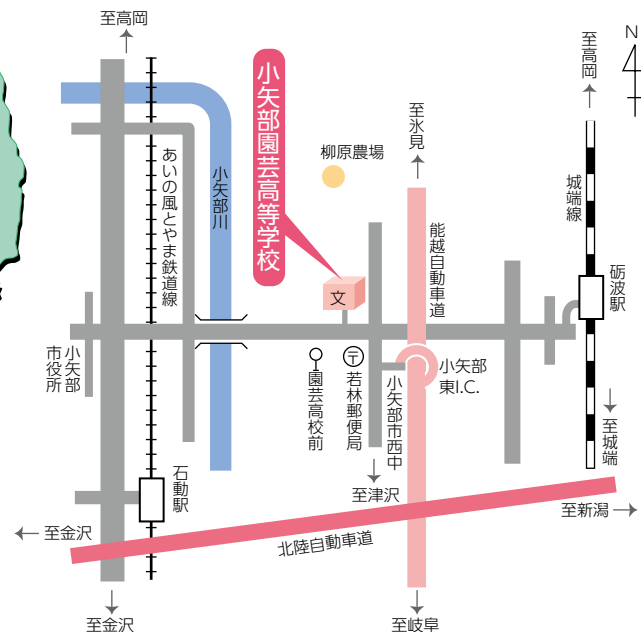 至高岡
小矢部園芸高等学校
至高岡
N
至氷見
柳原農場
あいの風とやま鉄道線
小矢部川
城端線
能越自動車道
砺波駅
文
小矢部
市役所
園芸高校前
〒
若林郵便局
小矢部市西中
小矢部
東I.C.
至城端
石動駅
至津沢
至新潟
至金沢
北陸自動車道
至金沢
至岐阜